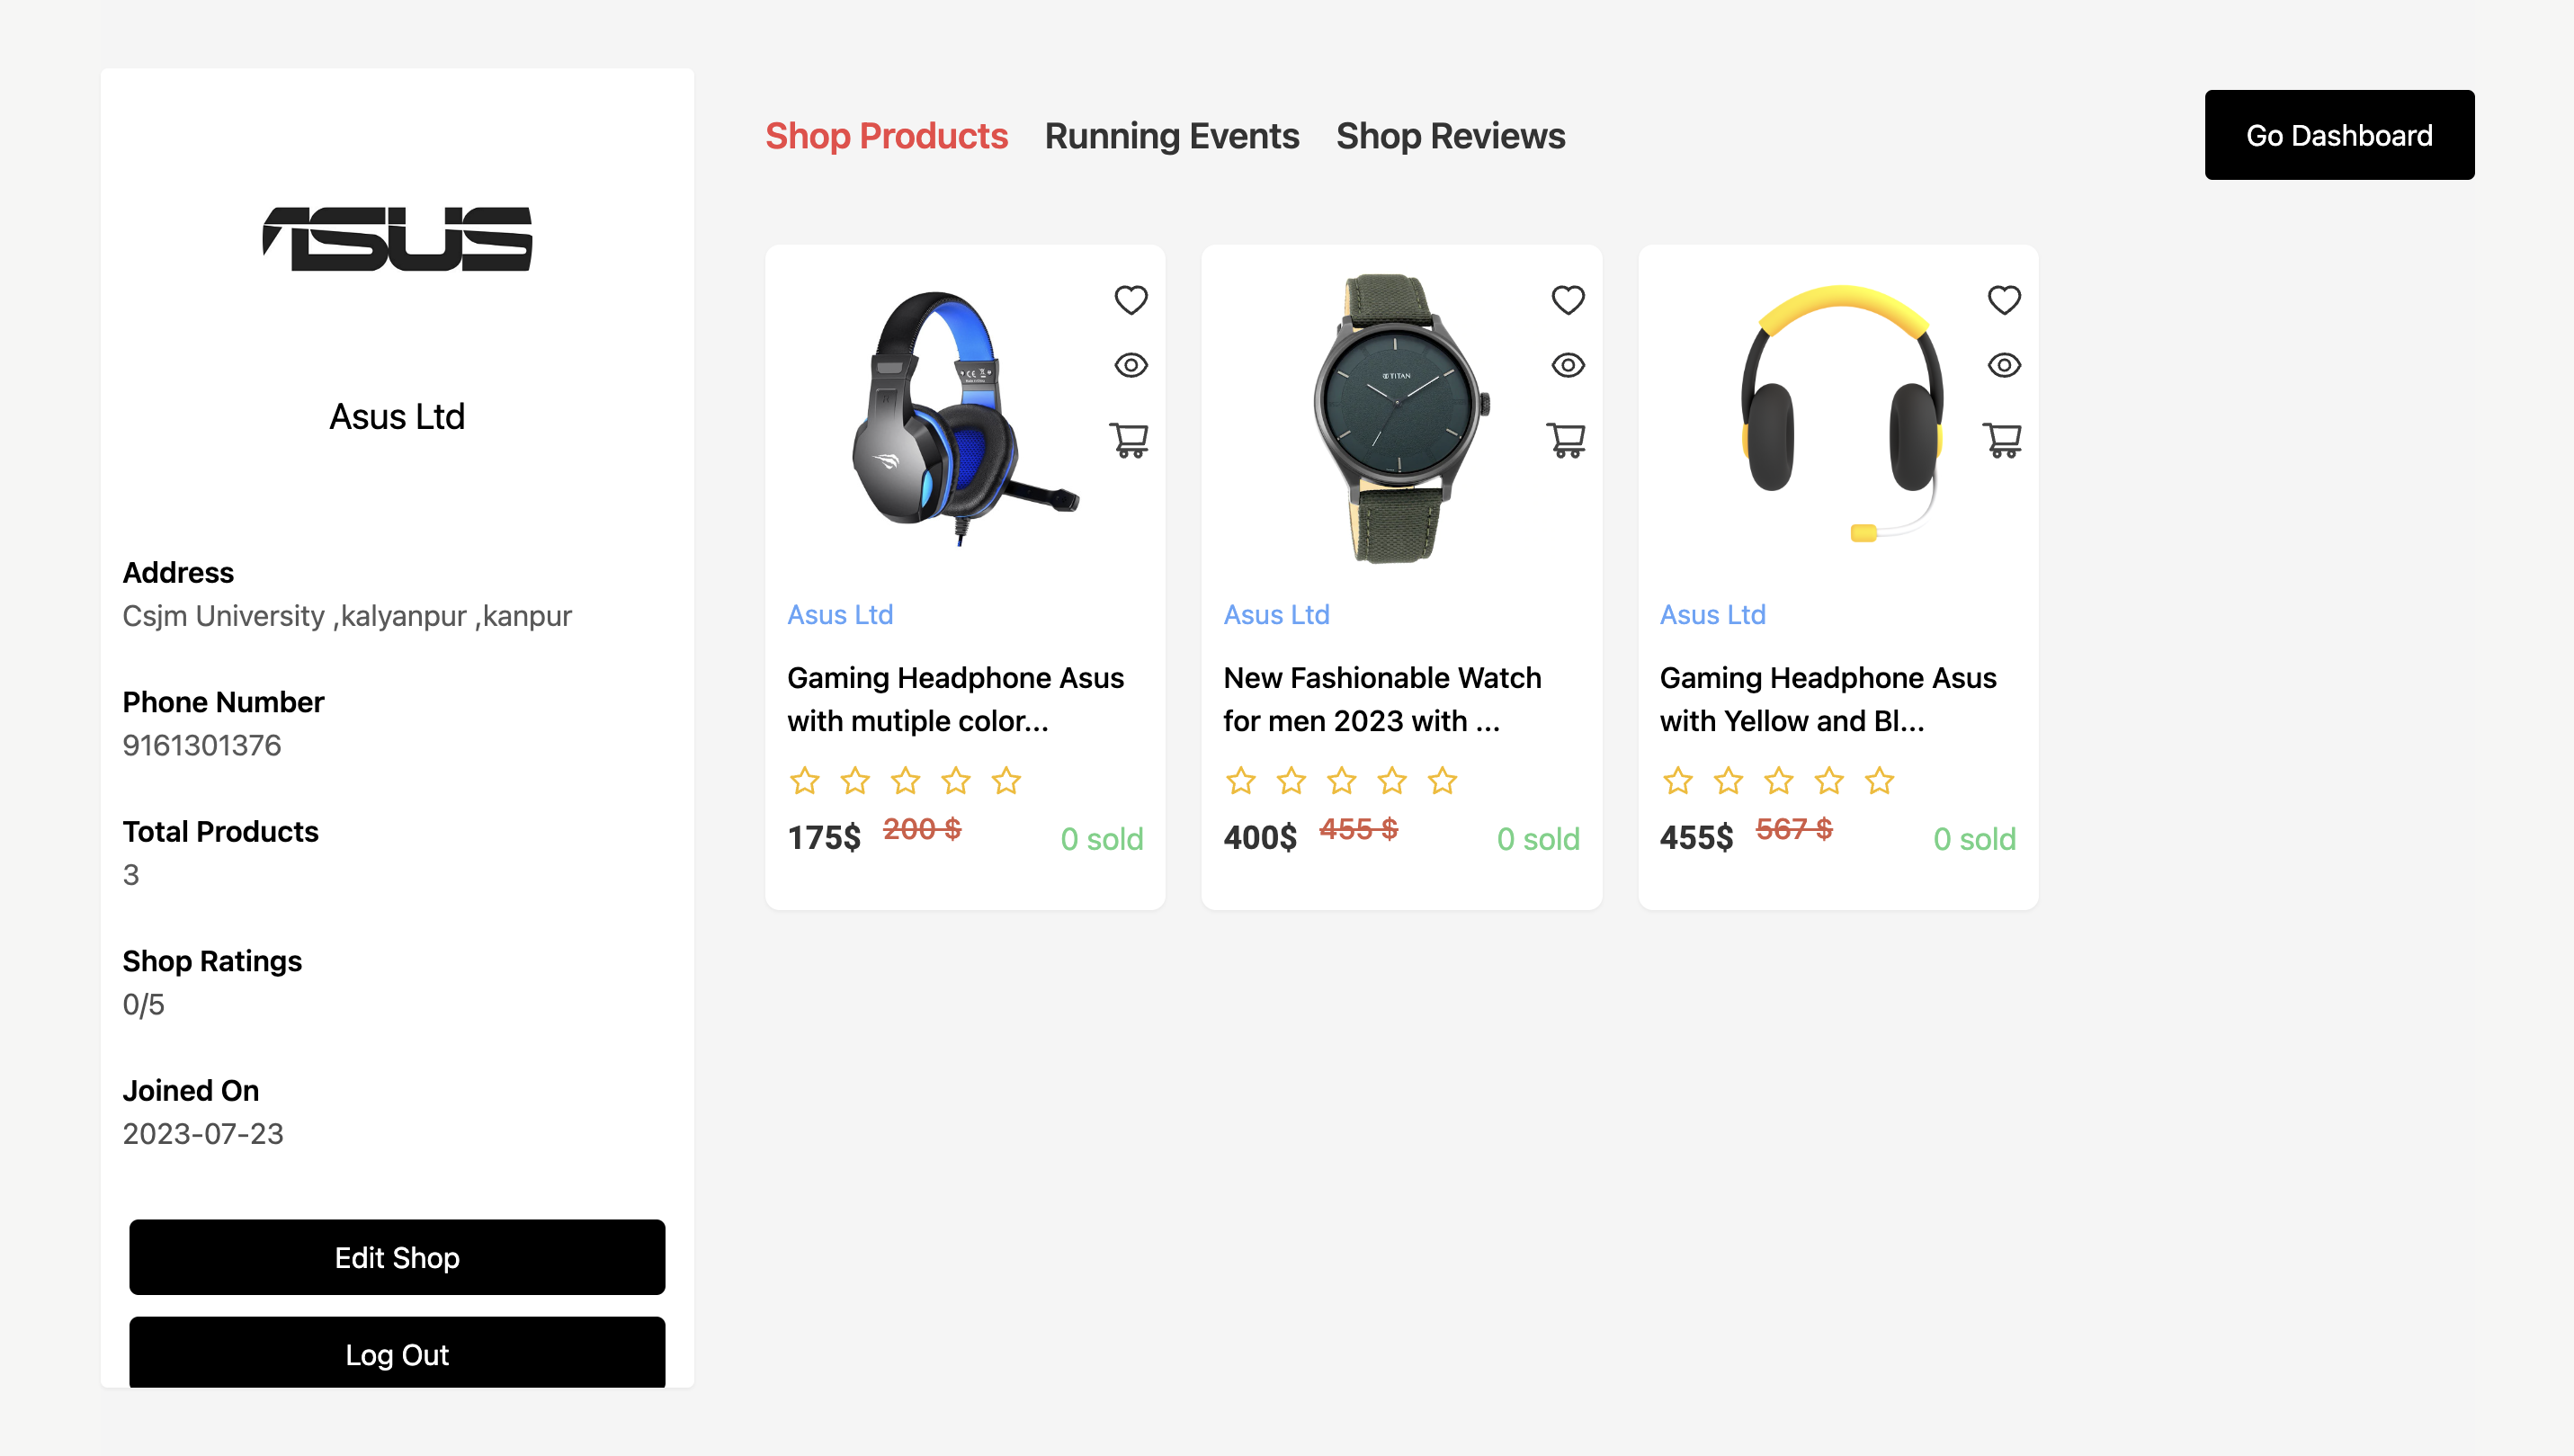 ASUS
Asus Ltd
Address
Csjm University ,kalyanpur ,kanpur
Phone Number
9161301376
Total Products
3
Shop Ratings
0/5
Joined On
2023-07-23
Edit Shop
Log Out
Shop Products Running Events Shop Reviews
Go Dashboard
CE
TITAN
Asus Ltd
Gaming Headphone Asus
with mutiple color...
175$ 200 $ 0 sold
Asus Ltd
New Fashionable Watch
for men 2023 with ...
400$ 455 $ 0 sold
Asus Ltd
Gaming Headphone Asus
with Yellow and Bl...
455$ 567 $ 0 sold